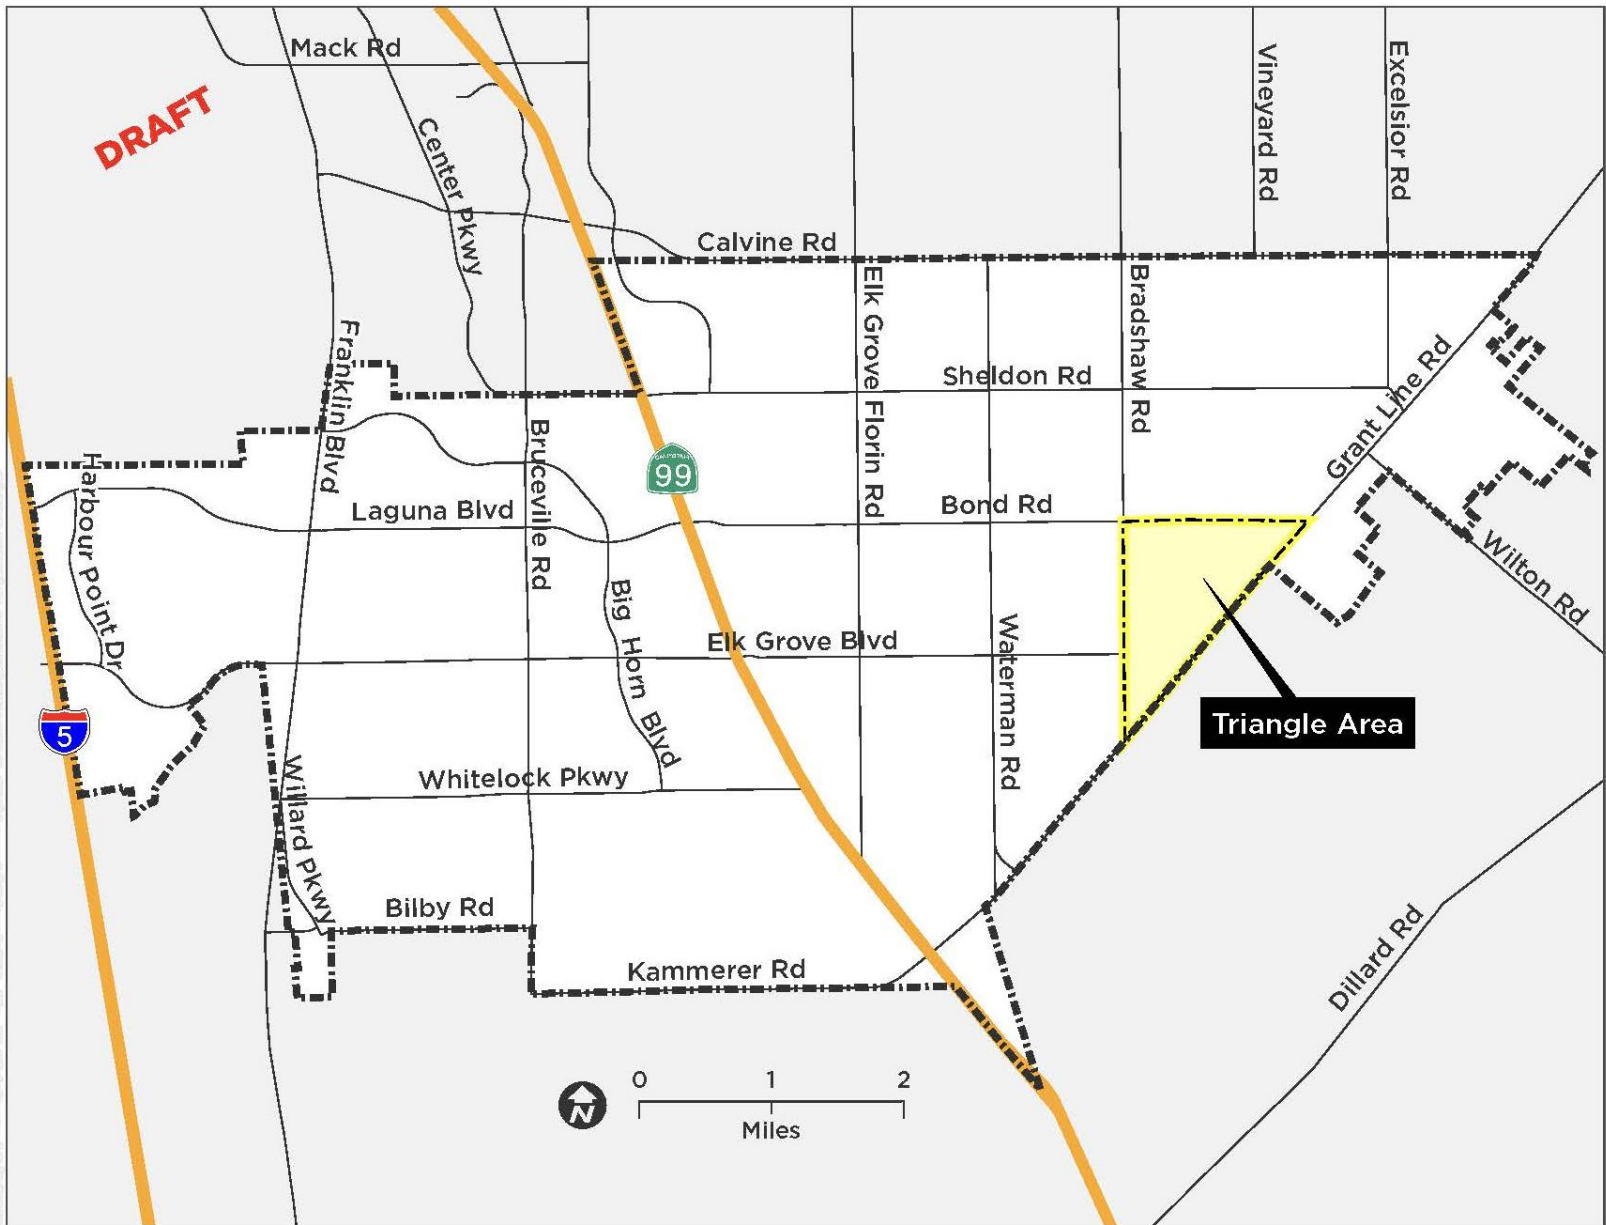 Mack Rd
DRAFT
Center Pkwy
Vineyard Rd
Excelsior Rd
Calvine Rd
Elk Grove Florin Rd
Bradshaw Rd
Franklin Blvd
Sheldon Rd
Grant Line Rd
Bruceville Rd
99
Harbour Point Dr
Laguna Blvd
Bond Rd
Wilton Rd
Big Horn Blvd
Elk Grove Blvd
Waterman Rd
5
Triangle Area
Willard Pkwy
Whitelock Pkwy
Bilby Rd
Kammerer Rd
Dillard Rd
N
0 1 2
Miles